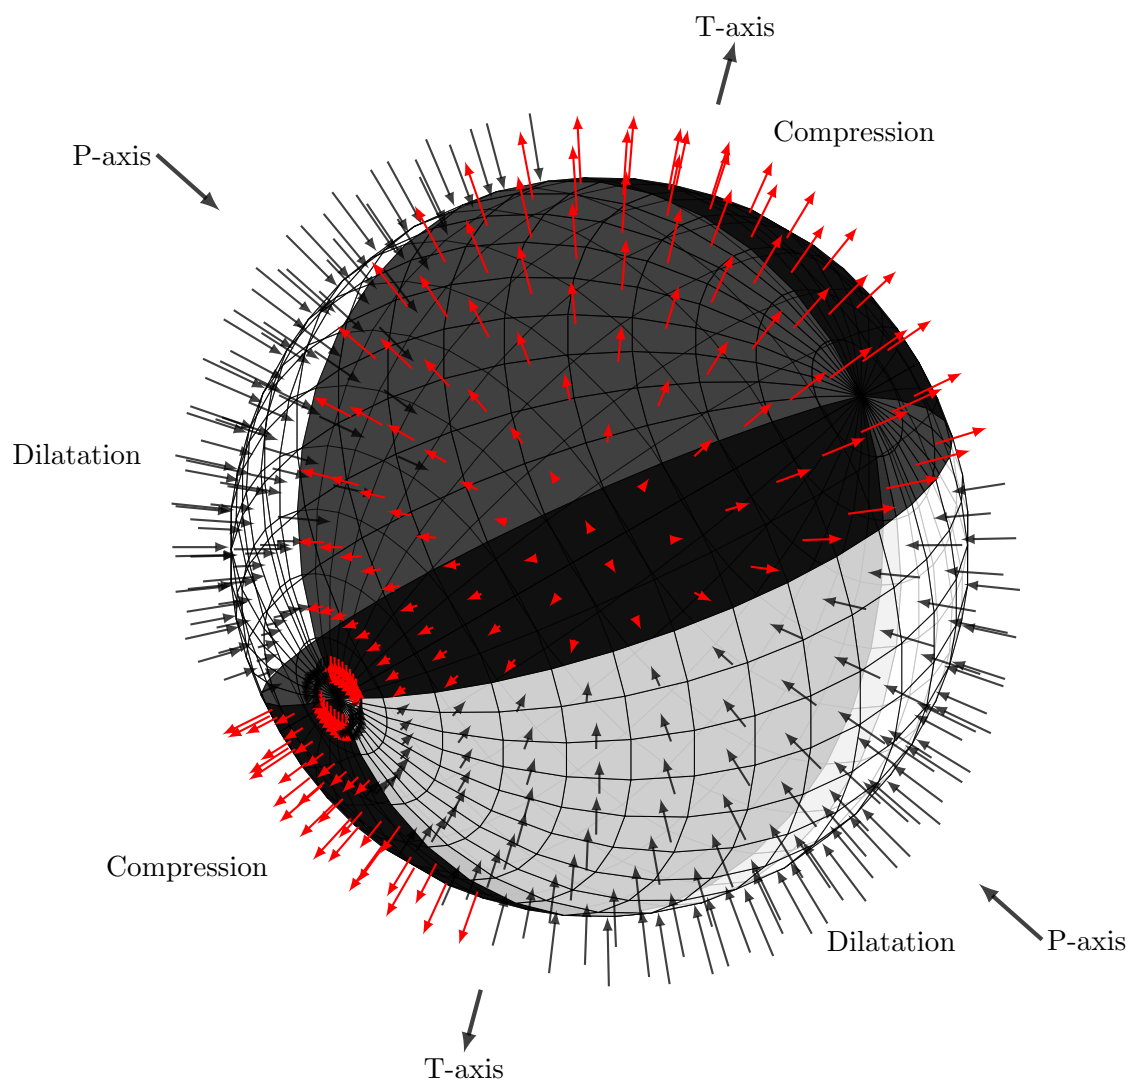 T-axis
Compression
P-axis
Dilatation
Compression
Dilatation
P-axis
T-axis